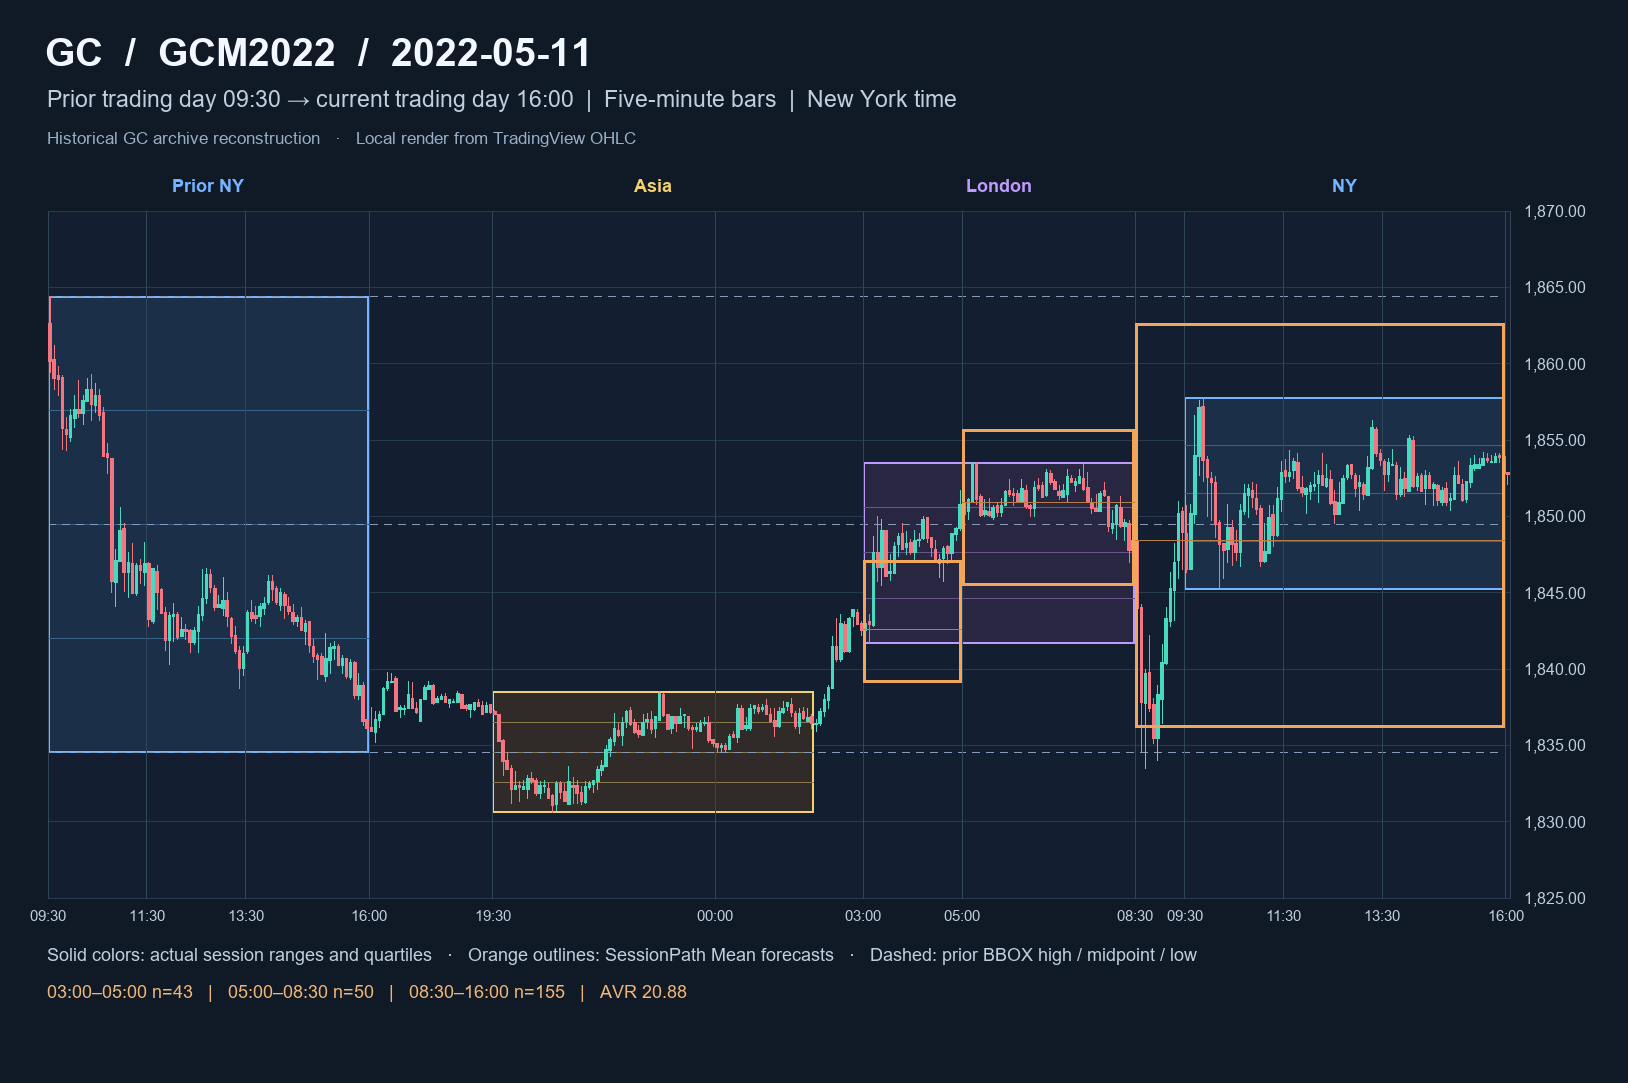 GC / GCM2022 / 2022-05-11
Prior trading day 09:30 → current trading day 16:00 | Five-minute bars | New York time
Historical GC archive reconstruction · Local render from TradingView OHLC
Prior NY Asia London NY
1,870.00
1,865.00
1,860.00
1,855.00
1,850.00
1,845.00
1,840.00
1,835.00
1,830.00
1,825.00
09:30 11:30 13:30 16:00 19:30 00:00 03:00 05:00 08:30 09:30 11:30 13:30 16:00
Solid colors: actual session ranges and quartiles · Orange outlines: SessionPath Mean forecasts · Dashed: prior BBOX high / midpoint / low
03:00–05:00 n=43 | 05:00–08:30 n=50 | 08:30–16:00 n=155 | AVR 20.88